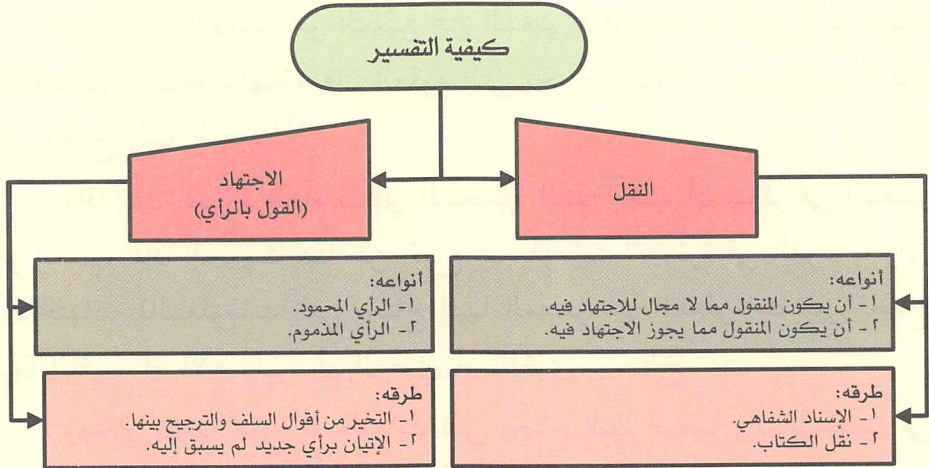 كيفية التفسير
النقل
الاجتهاد
(القول بالرأي)
أنواعه:
١- أن يكون المنقول مما لا مجال للاجتهاد فيه.
٢- أن يكون المنقول مما يجوز الاجتهاد فيه.
أنواعه:
١- الرأي المحمود.
٢- الرأي المذموم.
طرقه:
١- الإسناد الشفاهي.
٢- نقل الكتاب.
طرقه:
١- التخير من أقوال السلف والترجيح بينها.
٢- الإتيان برأي جديد لم يسبق إليه.